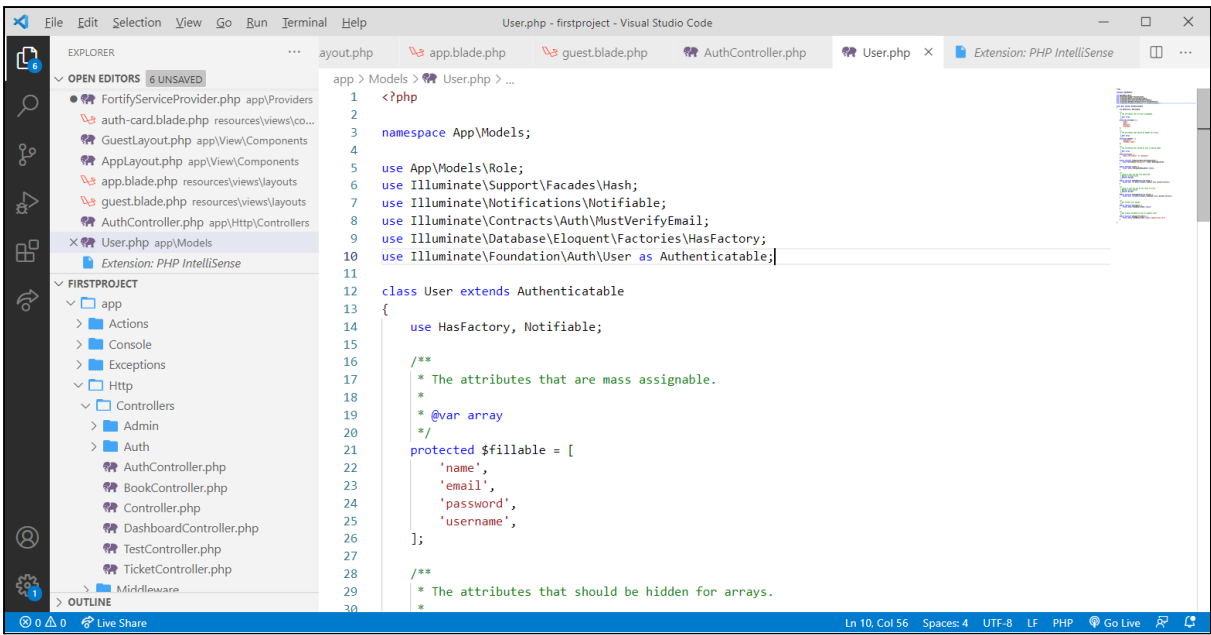 File Edit Selection View Go Run Terminal Help
User.php - firstproject - Visual Studio Code
EXPLORER
ayout.php
app.blade.php
guest.blade.php
AuthController.php
User.php
Extension: PHP IntelliSense
6
OPEN EDITORS 6 UNSAVED
FortifyServiceProvider.php app\Providers
auth-card.blade.php resources\views\co...
GuestLayout.php app\View\Components
AppLayout.php app\View\Components
app.blade.php resources\views\layouts
guest.blade.php resources\views\layouts
AuthController.php app\Http\Controllers
User.php app\Models
Extension: PHP IntelliSense
FIRSTPROJECT
app
Actions
Console
Exceptions
Http
Controllers
Admin
Auth
AuthController.php
BookController.php
Controller.php
DashboardController.php
TestController.php
TicketController.php
Middleware
OUTLINE
1
app > Models > User.php > ...
1 <?php
2
3 namespace App\Models;
4
5 use App\Models\Role;
6 use Illuminate\Support\Facades\Hash;
7 use Illuminate\Notifications\Notifiable;
8 use Illuminate\Contracts\Auth\MustVerifyEmail;
9 use Illuminate\Database\Eloquent\Factories\HasFactory;
10 use Illuminate\Foundation\Auth\User as Authenticatable;
11
12 class User extends Authenticatable
13 {
14 use HasFactory, Notifiable;
15
16 /**
17 * The attributes that are mass assignable.
18 *
19 * @var array
20 */
21 protected $fillable = [
22 'name',
23 'email',
24 'password',
25 'username',
26 ];
27
28 /**
29 * The attributes that should be hidden for arrays.
30 *
0 0 Live Share
Ln 10, Col 56 Spaces: 4 UTF-8 LF PHP Go Live